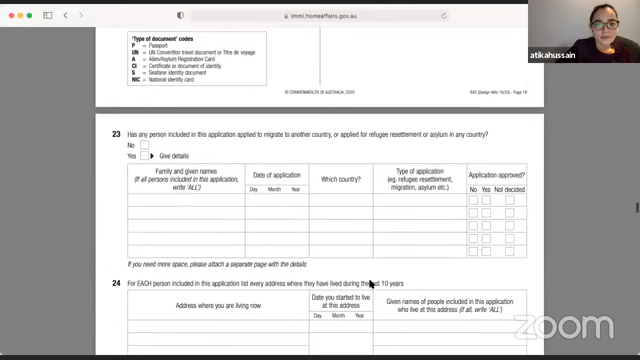 immi.homeaffairs.gov.au
atikahussain
'Type of document' codes
P = Passport
UN = UN Convention travel document or Titre de voyage
A = Alien/Asylum Registration Card
CI = Certificate or document of identity
S = Seafarer identity document
NIC = National identity card
© COMMONWEALTH OF AUSTRALIA, 2020
23 Has any person included in this application applied to migrate to another country, or applied for refugee resettlement or asylum in any country?
No
Yes Give details
Family and given names
(If all persons included in this application, write 'ALL')
Date of application
Day Month Year
Which country?
Type of application
(eg. refugee resettlement, migration, asylum etc.)
Application approved?
No Yes Not decided
If you need more space, please attach a separate page with the details
24 For EACH person included in this application list every address where they have lived during the last 10 years
Address where you are living now
Date you started to live at this address
Day Month Year
Given names of people included in this application who live at this address (If all, write 'ALL')
zoom